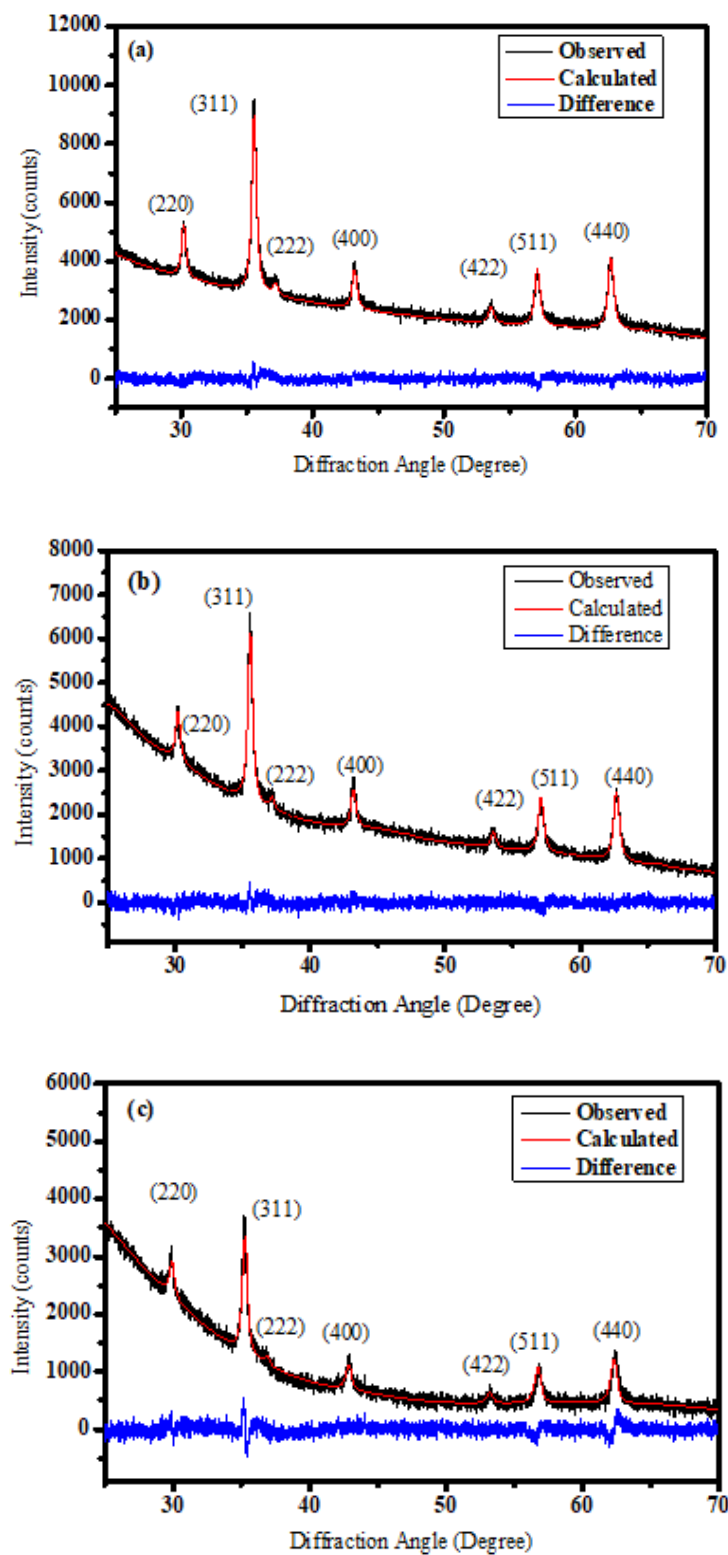 12000
(a)
Observed
Calculated
Difference
10000
(311)
8000
6000
(220)
(222)
(400)
(422)
(511)
(440)
4000
2000
0
Intensity (counts)
30 40 50 60 70
Diffraction Angle (Degree)
8000
(b)
Observed
Calculated
Difference
7000
(311)
6000
5000
4000
(220)
3000
(222)
(400)
(422)
(511)
(440)
2000
1000
0
Intensity (counts)
30 40 50 60 70
Diffraction Angle (Degree)
6000
(c)
Observed
Calculated
Difference
5000
4000
(220)
(311)
3000
2000
(222)
(400)
(422)
(511)
(440)
1000
0
Intensity (counts)
30 40 50 60 70
Diffraction Angle (Degree)